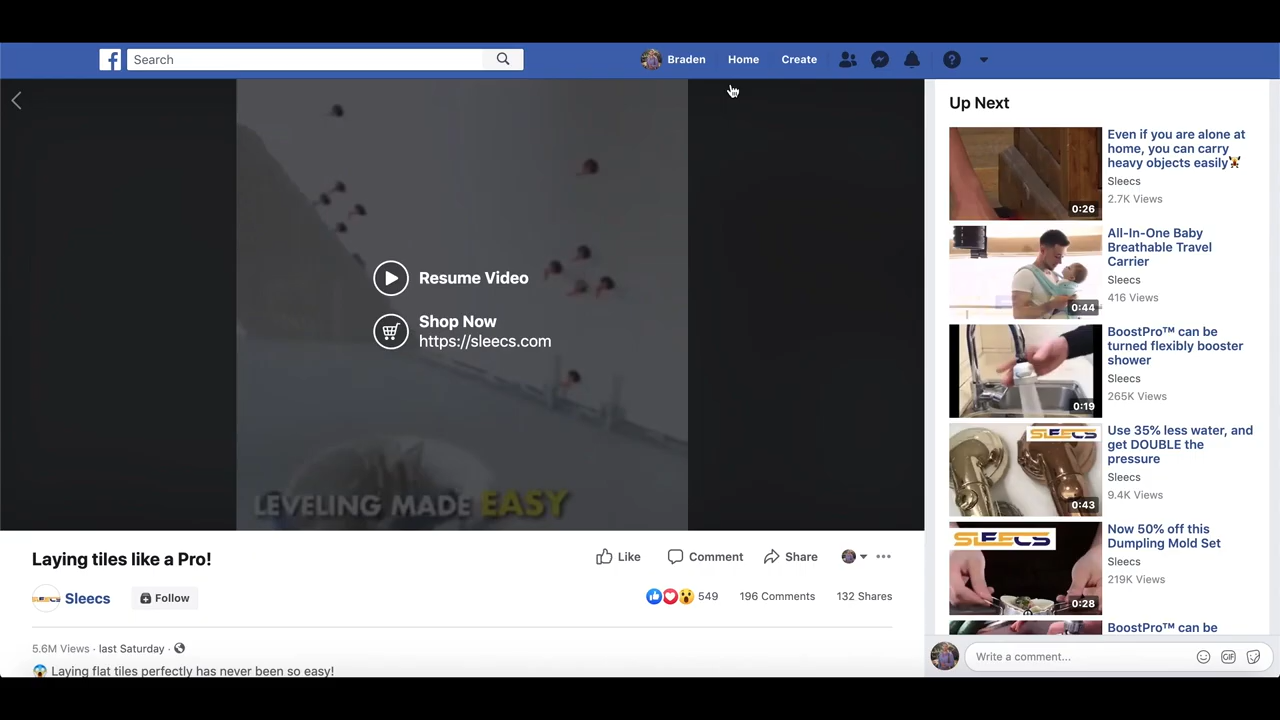 Search
Braden
Home
Create
Resume Video
Shop Now
https://sleecs.com
LEVELING MADE EASY
Laying tiles like a Pro!
Like
Comment
Share
Sleecs
Follow
549
196 Comments
132 Shares
5.6M Views · last Saturday ·
😱 Laying flat tiles perfectly has never been so easy!
Up Next
0:26
Even if you are alone at
home, you can carry
heavy objects easily
Sleecs
2.7K Views
0:44
All-In-One Baby
Breathable Travel
Carrier
Sleecs
416 Views
0:19
BoostPro™ can be
turned flexibly booster
shower
Sleecs
265K Views
SLEECS
0:43
Use 35% less water, and
get DOUBLE the
pressure
Sleecs
9.4K Views
SLEECS
0:28
Now 50% off this
Dumpling Mold Set
Sleecs
219K Views
BoostPro™ can be
Write a comment...
GIF